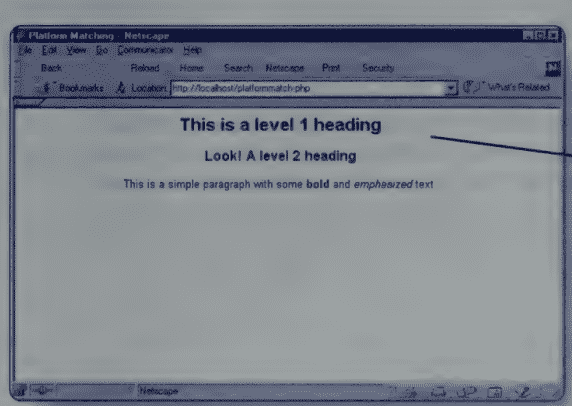 Platform Matching - Netscape
File Edit View Go Communicator Help
Back Reload Home Search Netscape Print Security
Bookmarks Location http://localhost/platformmatch.php What's Related
This is a level 1 heading
Look! A level 2 heading
This is a simple paragraph with some bold and emphasized text
Netscape